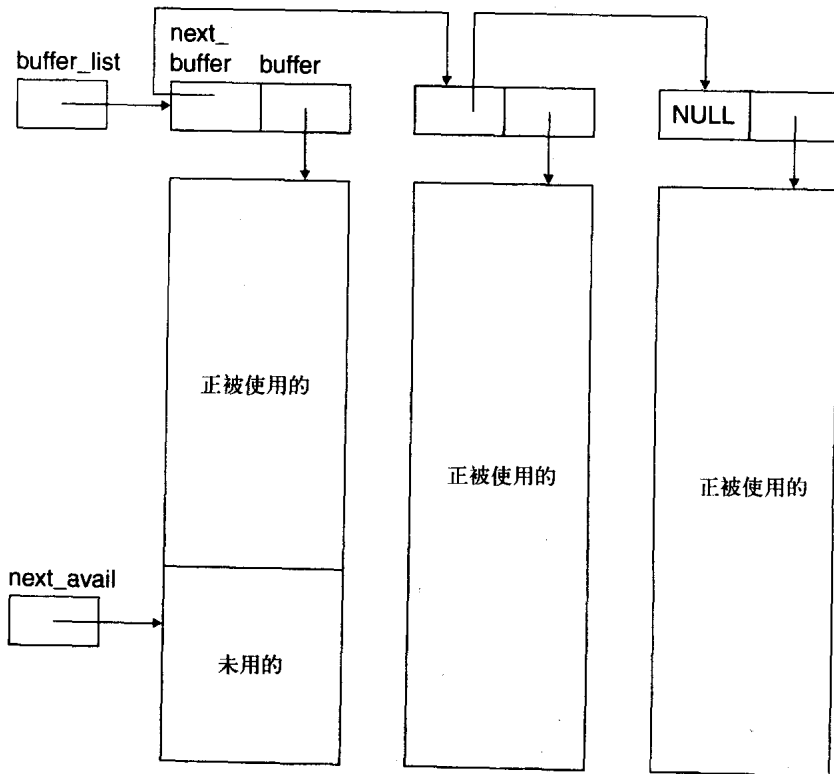 next_
buffer_list
buffer
buffer
NULL
正被使用的
正被使用的
正被使用的
next_avail
未用的